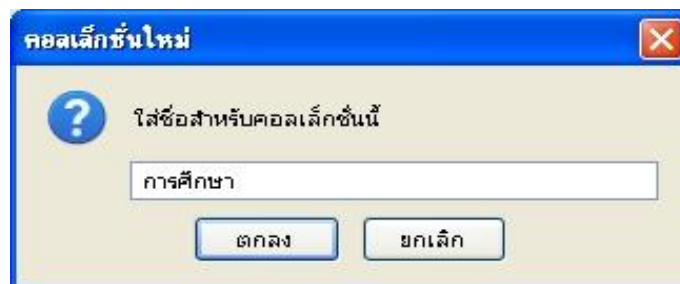 คอลเล็กชั่นใหม่
ใส่ชื่อสำหรับคอลเล็กชั่นนี้
การศึกษา
ตกลง ยกเลิก